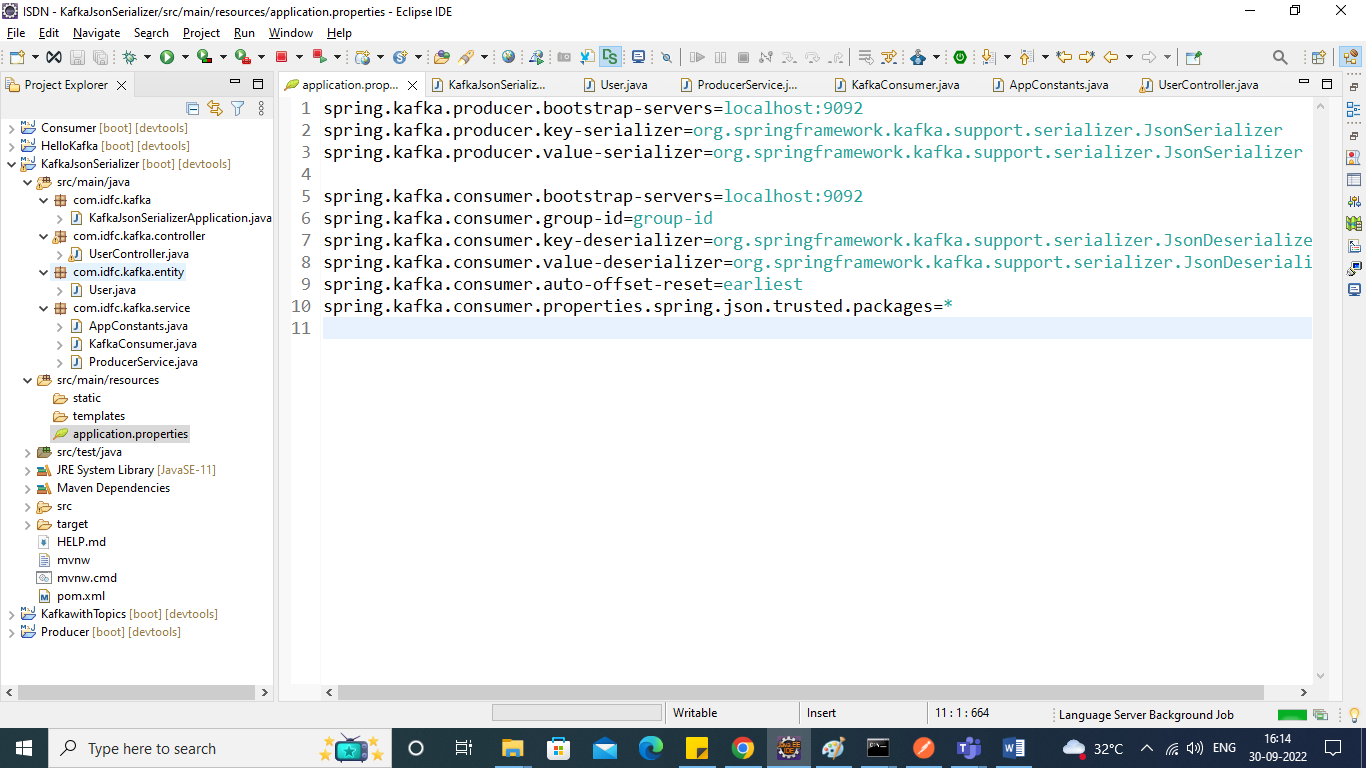 ISDN - KafkaJsonSerializer/src/main/resources/application.properties - Eclipse IDE
File Edit Navigate Search Project Run Window Help
Project Explorer
application.prop... KafkaJsonSerializ... User.java ProducerService.j... KafkaConsumer.java AppConstants.java UserController.java
Consumer [boot] [devtools]
HelloKafka [boot] [devtools]
KafkaJsonSerializer [boot] [devtools]
src/main/java
com.idfc.kafka
KafkaJsonSerializerApplication.java
com.idfc.kafka.controller
UserController.java
com.idfc.kafka.entity
User.java
com.idfc.kafka.service
AppConstants.java
KafkaConsumer.java
ProducerService.java
src/main/resources
static
templates
application.properties
src/test/java
JRE System Library [JavaSE-11]
Maven Dependencies
src
target
HELP.md
mvnw
mvnw.cmd
pom.xml
KafkawithTopics [boot] [devtools]
Producer [boot] [devtools]
1 spring.kafka.producer.bootstrap-servers=localhost:9092
2 spring.kafka.producer.key-serializer=org.springframework.kafka.support.serializer.JsonSerializer
3 spring.kafka.producer.value-serializer=org.springframework.kafka.support.serializer.JsonSerializer
4
5 spring.kafka.consumer.bootstrap-servers=localhost:9092
6 spring.kafka.consumer.group-id=group-id
7 spring.kafka.consumer.key-deserializer=org.springframework.kafka.support.serializer.JsonDeserialize
8 spring.kafka.consumer.value-deserializer=org.springframework.kafka.support.serializer.JsonDeseriali
9 spring.kafka.consumer.auto-offset-reset=earliest
10 spring.kafka.consumer.properties.spring.json.trusted.packages=*
11
Writable Insert 11 : 1 : 664 Language Server Background Job
Type here to search
32°C ENG 16:14
30-09-2022